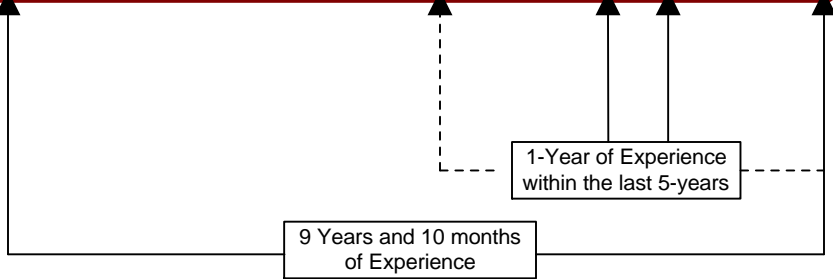 1-Year of Experience
within the last 5-years
9 Years and 10 months
of Experience